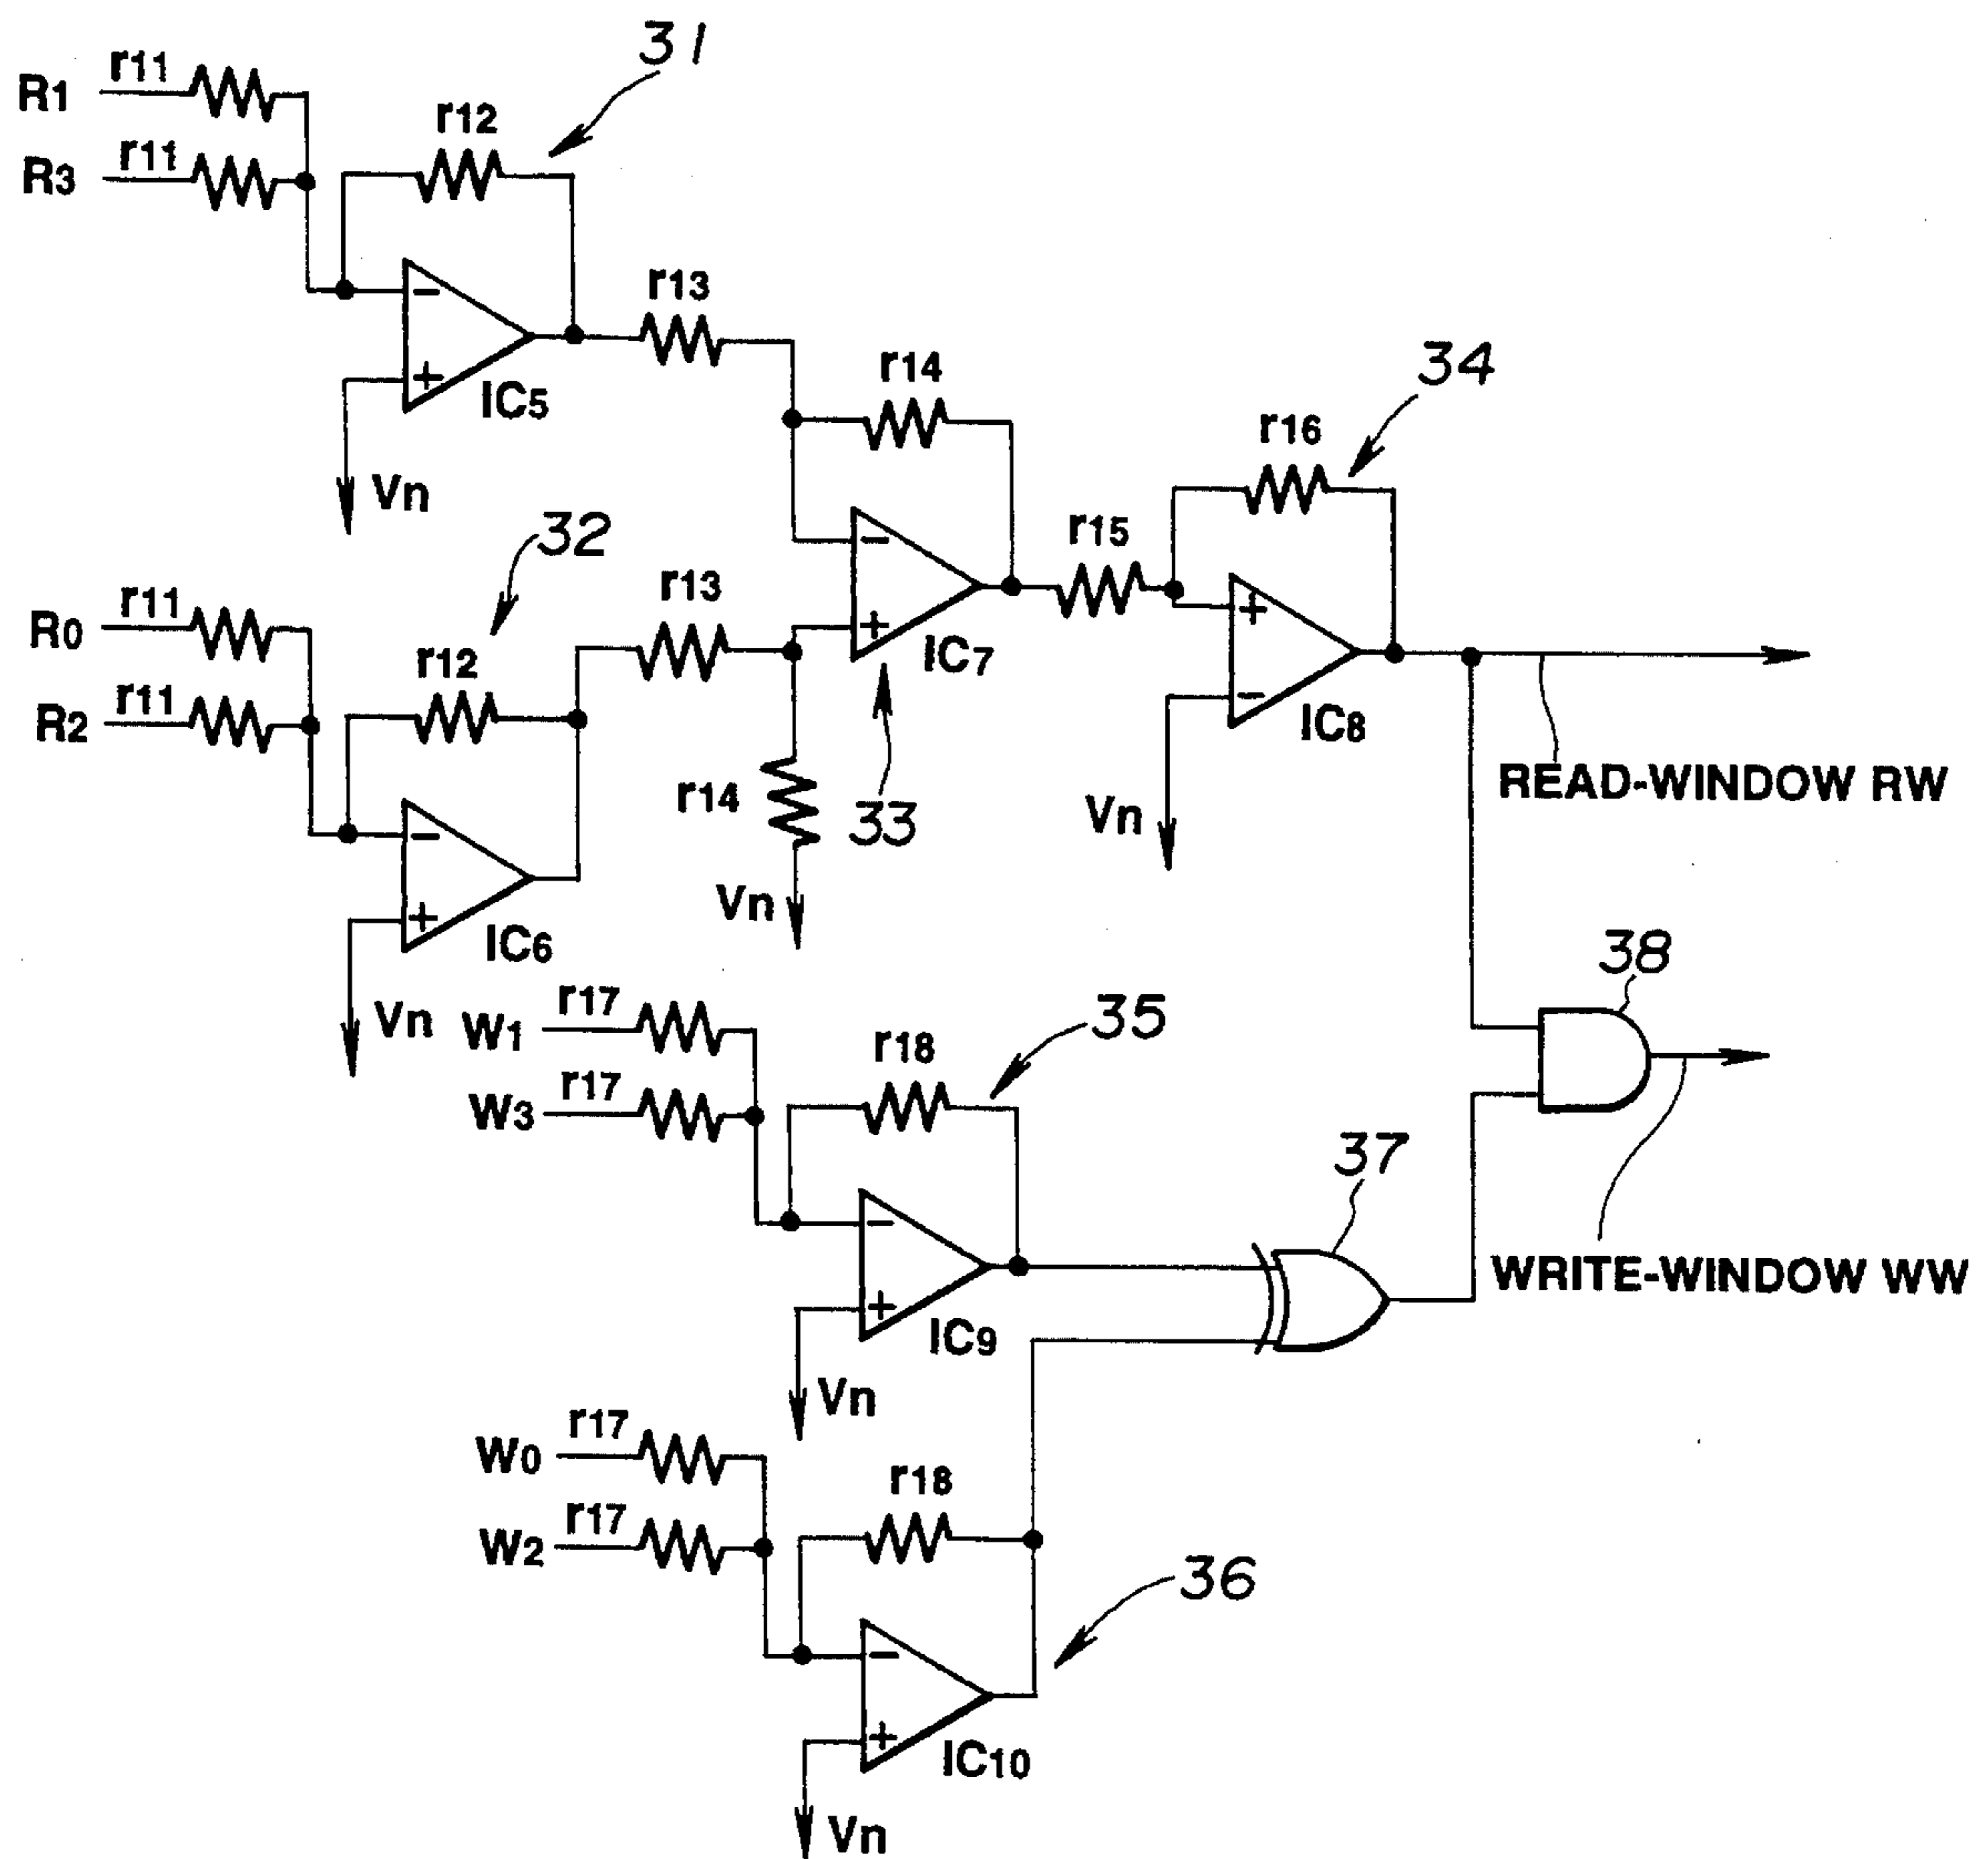 31
R1 r11
r12
R3 r11
r13
−
+
IC5
r14
34
r16
Vn
32
r15
−
r13
R0 r11
+
IC7
+
r12
R2 r11
−
IC8
READ-WINDOW RW
r14
33
Vn
−
Vn
+
IC6
38
r17
Vn
W1
35
r18
r17
W3
37
−
WRITE-WINDOW WW
+
IC9
Vn
r17
W0
r18
r17
W2
36
−
+
IC10
Vn